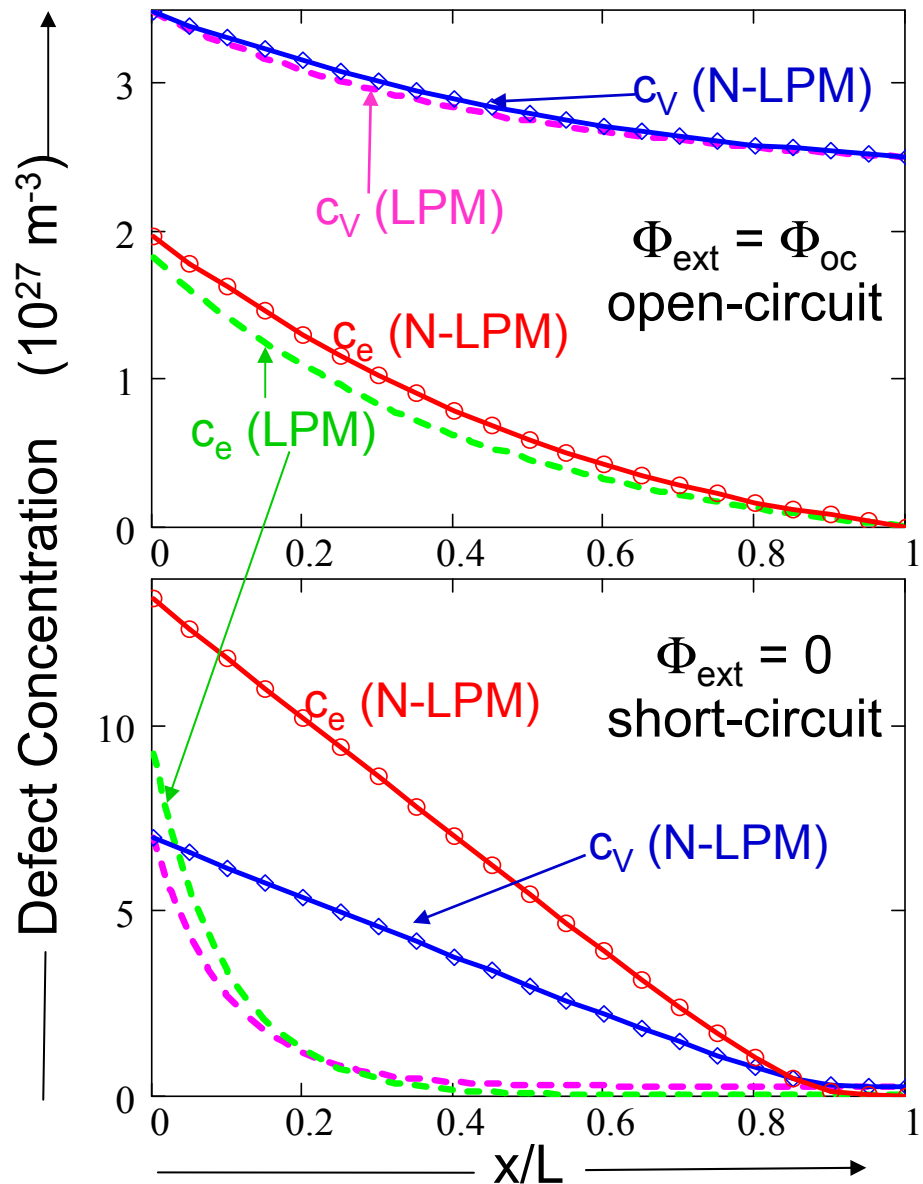 Defect Concentration (10²⁷ m⁻³)
3
2
1
0
c_V (N-LPM)
c_V (LPM)
Φ_ext = Φ_oc
open-circuit
c_e (N-LPM)
c_e (LPM)
0 0.2 0.4 0.6 0.8 1
10
5
0
Φ_ext = 0
short-circuit
c_e (N-LPM)
c_V (N-LPM)
0 0.2 0.4 0.6 0.8 1
x/L